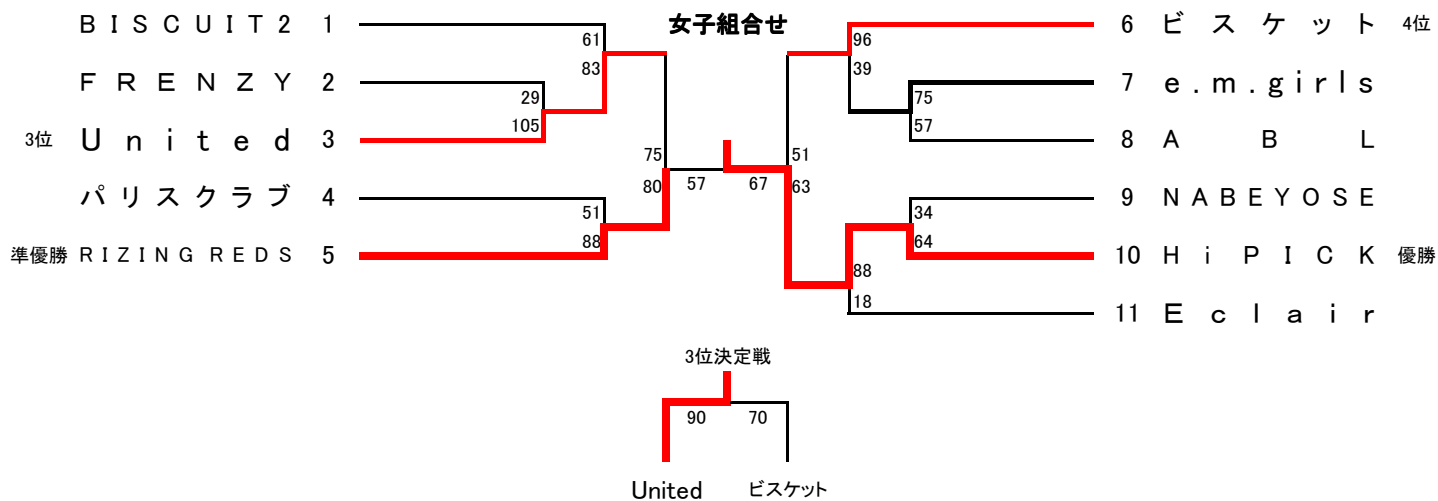 女子組合せ
BISCUIT2 1
61
83
FRENZY 2
29
105
3位 United 3
75
80
パリスクラブ 4
51
88
準優勝 RIZING REDS 5
57
67
6 ビスケット 4位
96
39
7 e.m.girls
75
57
8 A B L
51
63
9 NABEYOSE
34
64
10 HiPICK 優勝
88
18
11 Eclair
3位決定戦
90 70
United ビスケット